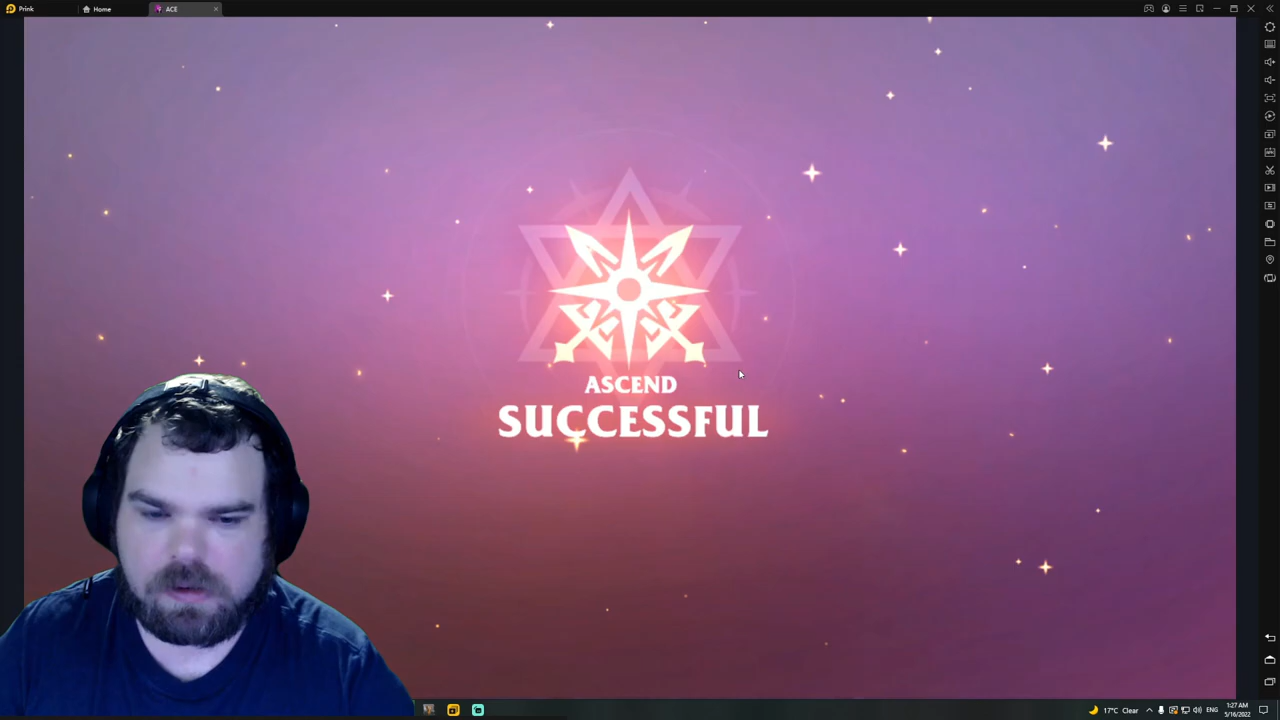 Prink
Home
ACE
ASCEND
SUCCESSFUL
17°C Clear
ENG
1:27 AM
5/16/2022